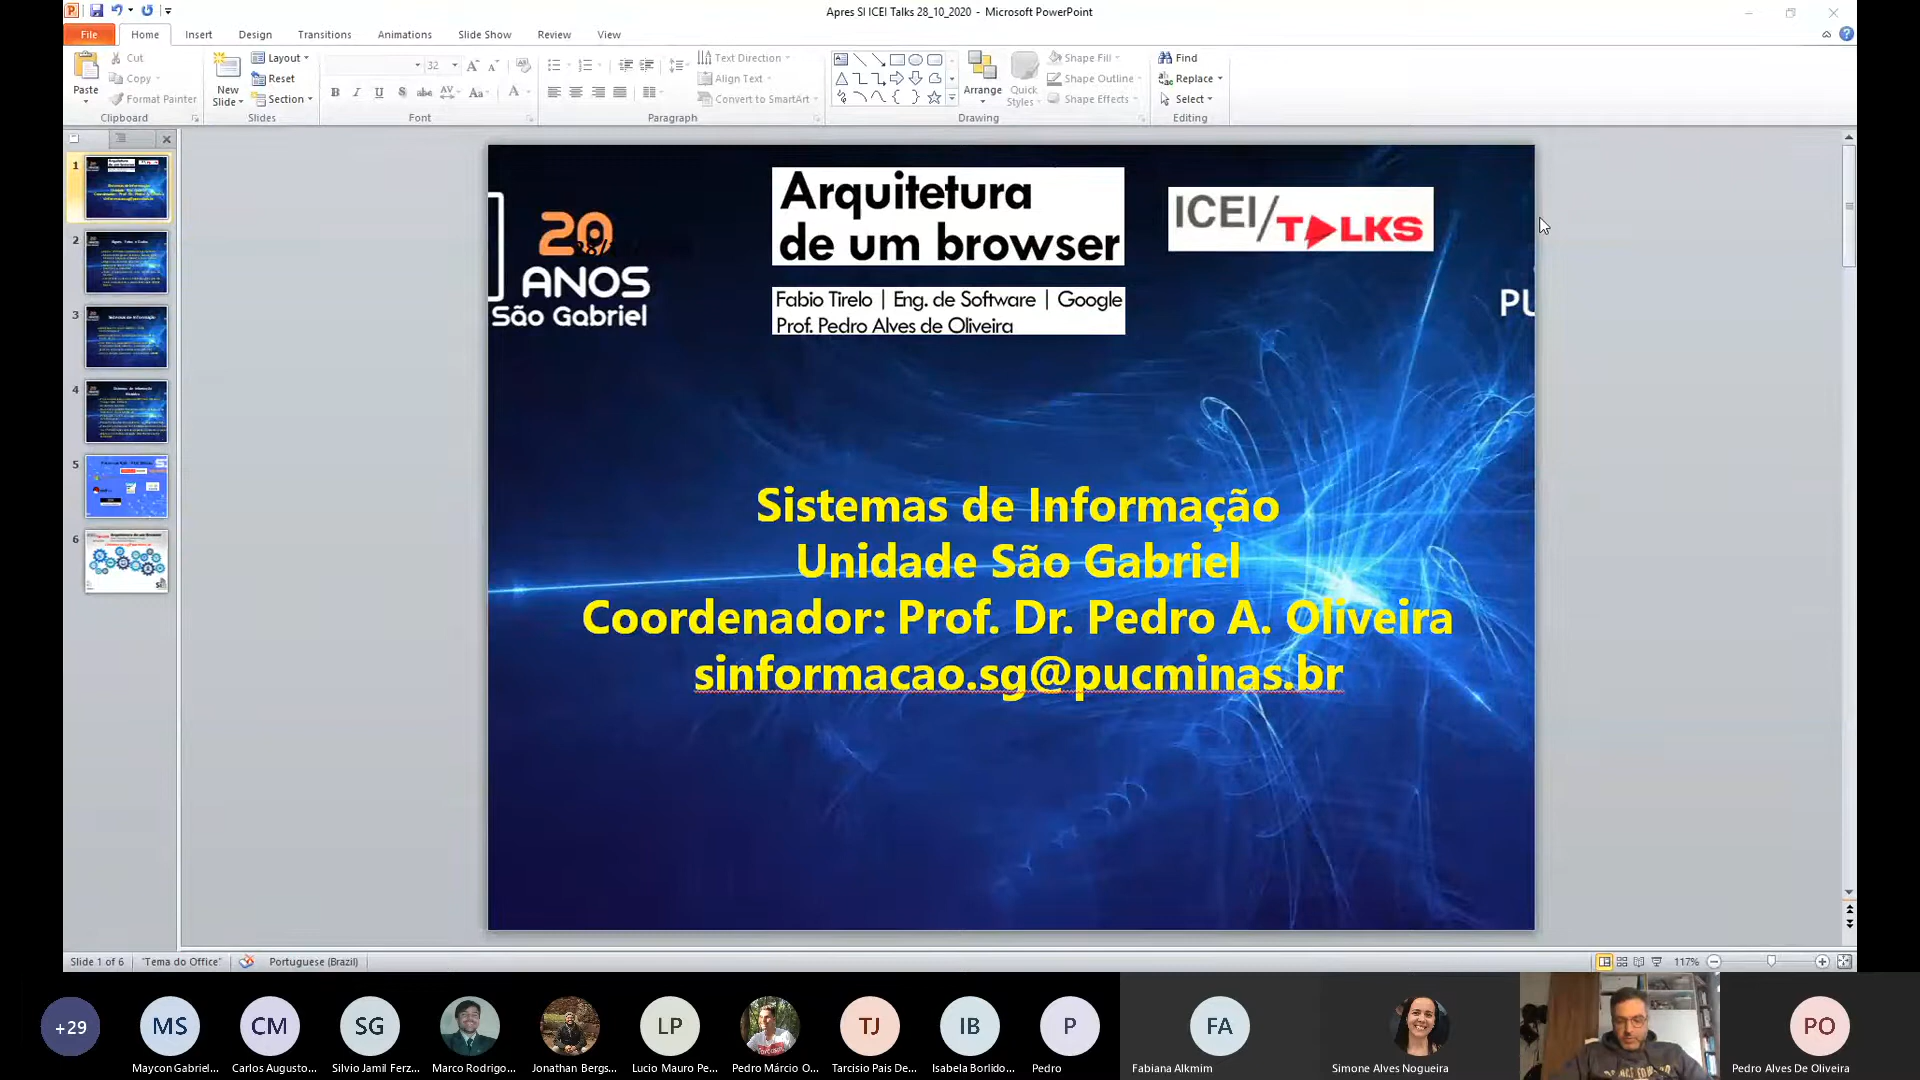 Apres SI ICEI Talks 28_10_2020 - Microsoft PowerPoint
File Home Insert Design Transitions Animations Slide Show Review View
Paste
Cut
Copy
Format Painter
Clipboard
New
Slide
Layout
Reset
Section
Slides
32
Font
Text Direction
Align Text
Convert to SmartArt
Paragraph
Arrange
Quick
Styles
Shape Fill
Shape Outline
Shape Effects
Drawing
Find
Replace
Select
Editing
1
2
3
4
5
6
20
ANOS
São Gabriel
Arquitetura
de um browser
Fabio Tirelo | Eng. de Software | Google
Prof. Pedro Alves de Oliveira
ICEI/TALKS
PU
Sistemas de Informação
Unidade São Gabriel
Coordenador: Prof. Dr. Pedro A. Oliveira
sinformacao.sg@pucminas.br
Slide 1 of 6 "Tema do Office" Portuguese (Brazil) 117%
+29 MS CM SG LP TJ IB P FA PO
Maycon Gabriel... Carlos Augusto... Silvio Jamil Ferz... Marco Rodrigo... Jonathan Bergs... Lucio Mauro Pe... Pedro Márcio O... Tarcisio Pais De... Isabela Borlido... Pedro Fabiana Alkmim Simone Alves Nogueira Pedro Alves De Oliveira